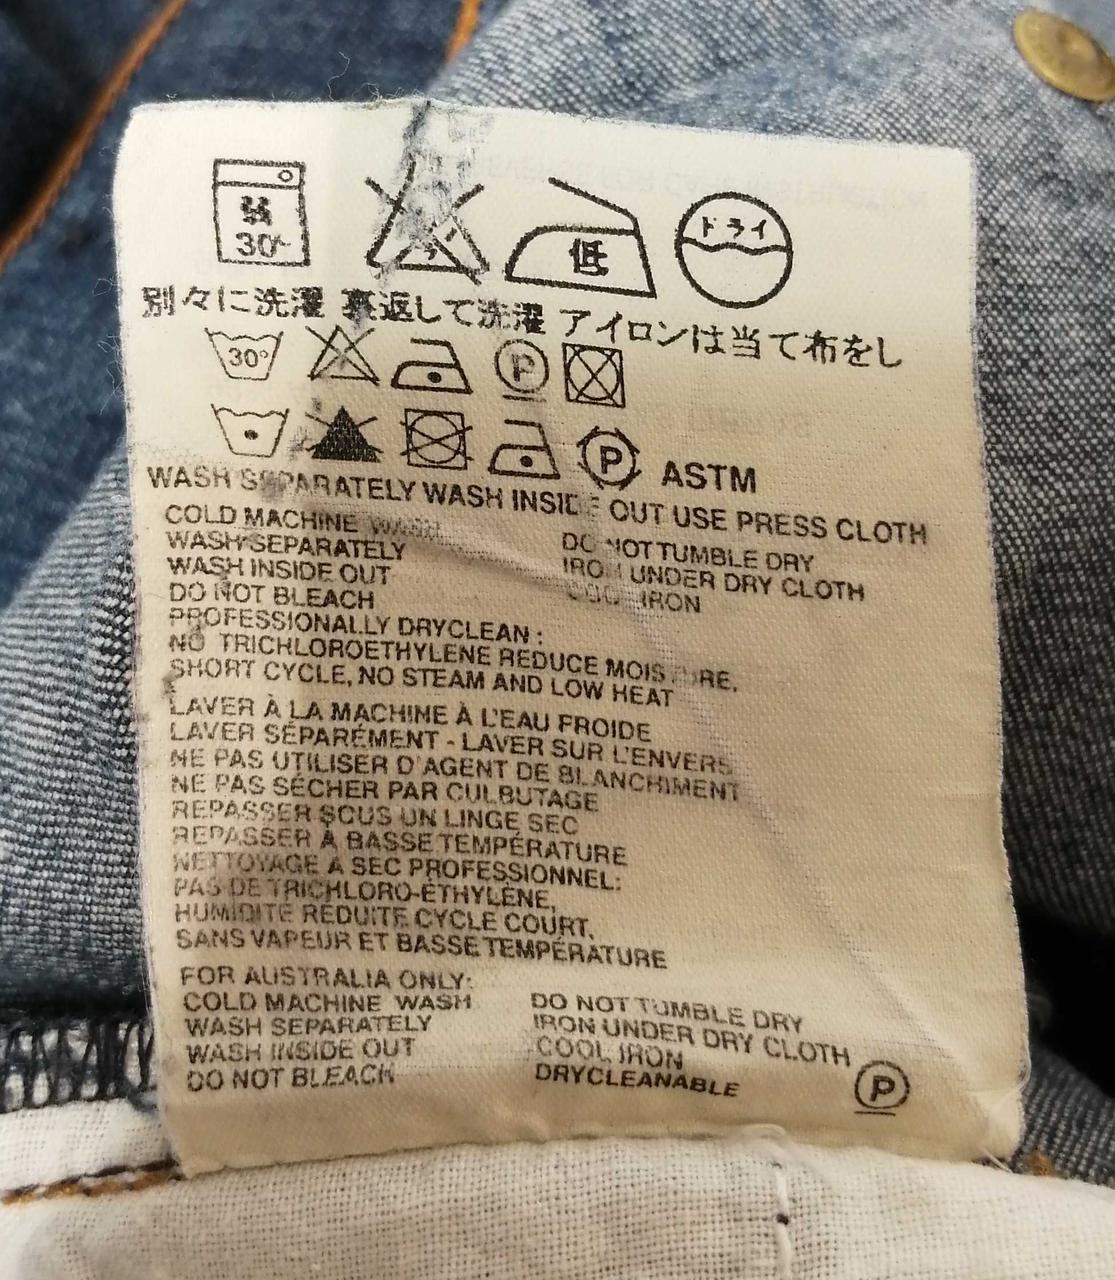 弱
30°
低
ドライ
別々に洗濯 裏返して洗濯 アイロンは当て布をし
30° P
P ASTM
WASH SEPARATELY WASH INSIDE OUT USE PRESS CLOTH
COLD MACHINE WASH
WASH SEPARATELY
WASH INSIDE OUT
DO NOT BLEACH
DO NOT TUMBLE DRY
IRON UNDER DRY CLOTH
COOL IRON
PROFESSIONALLY DRYCLEAN :
NO TRICHLOROETHYLENE REDUCE MOISTURE,
SHORT CYCLE, NO STEAM AND LOW HEAT
LAVER À LA MACHINE À L'EAU FROIDE
LAVER SÉPARÉMENT - LAVER SUR L'ENVERS
NE PAS UTILISER D'AGENT DE BLANCHIMENT
NE PAS SÉCHER PAR CULBUTAGE
REPASSER SOUS UN LINGE SEC
REPASSER À BASSE TEMPÉRATURE
NETTOYAGE À SEC PROFESSIONNEL:
PAS DE TRICHLORO-ÉTHYLÈNE,
HUMIDITÉ RÉDUITE CYCLE COURT,
SANS VAPEUR ET BASSE TEMPÉRATURE
FOR AUSTRALIA ONLY:
COLD MACHINE WASH
WASH SEPARATELY
WASH INSIDE OUT
DO NOT BLEACH
DO NOT TUMBLE DRY
IRON UNDER DRY CLOTH
COOL IRON
DRYCLEANABLE
P